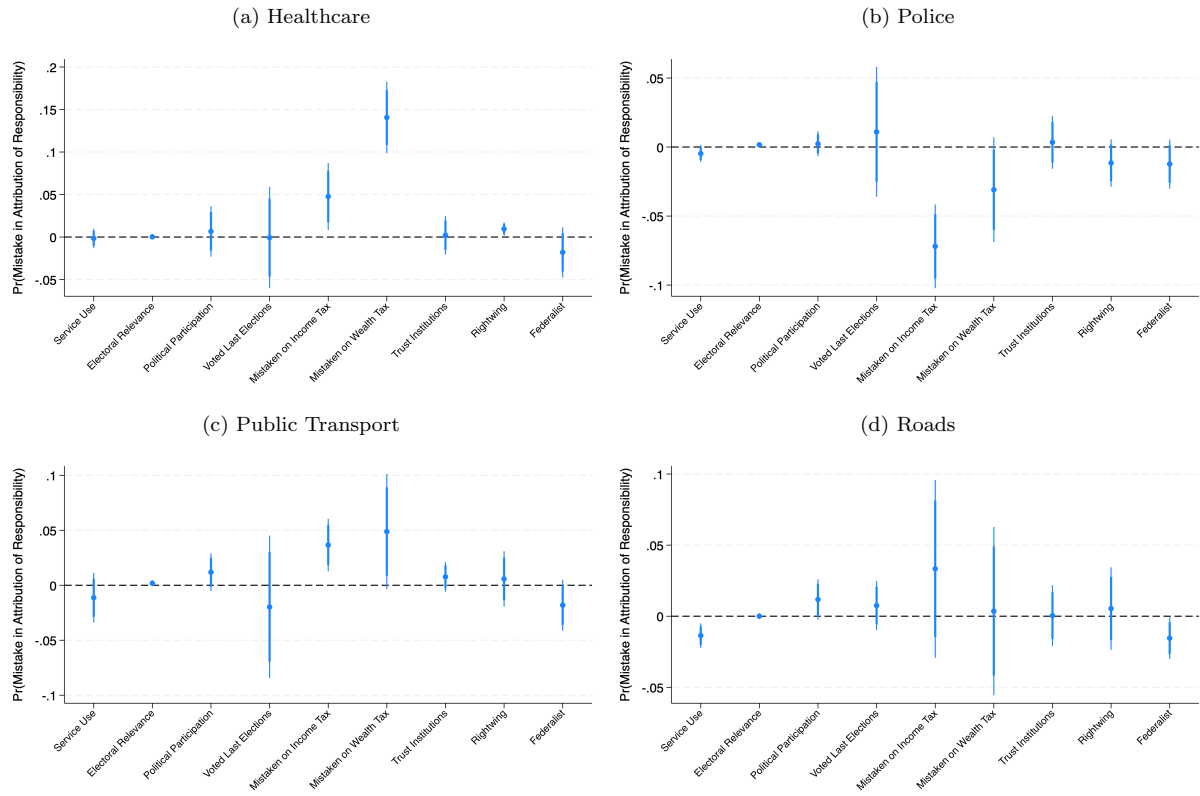 (a) Healthcare
Pr(Mistake in Attribution of Responsibility)
.2
.15
.1
.05
0
-.05
Service Use
Electoral Relevance
Political Participation
Voted Last Elections
Mistaken on Income Tax
Mistaken on Wealth Tax
Trust Institutions
Rightwing
Federalist
(b) Police
Pr(Mistake in Attribution of Responsibility)
.05
0
-.05
-.1
Service Use
Electoral Relevance
Political Participation
Voted Last Elections
Mistaken on Income Tax
Mistaken on Wealth Tax
Trust Institutions
Rightwing
Federalist
(c) Public Transport
Pr(Mistake in Attribution of Responsibility)
.1
.05
0
-.05
-.1
Service Use
Electoral Relevance
Political Participation
Voted Last Elections
Mistaken on Income Tax
Mistaken on Wealth Tax
Trust Institutions
Rightwing
Federalist
(d) Roads
Pr(Mistake in Attribution of Responsibility)
.1
.05
0
-.05
Service Use
Electoral Relevance
Political Participation
Voted Last Elections
Mistaken on Income Tax
Mistaken on Wealth Tax
Trust Institutions
Rightwing
Federalist